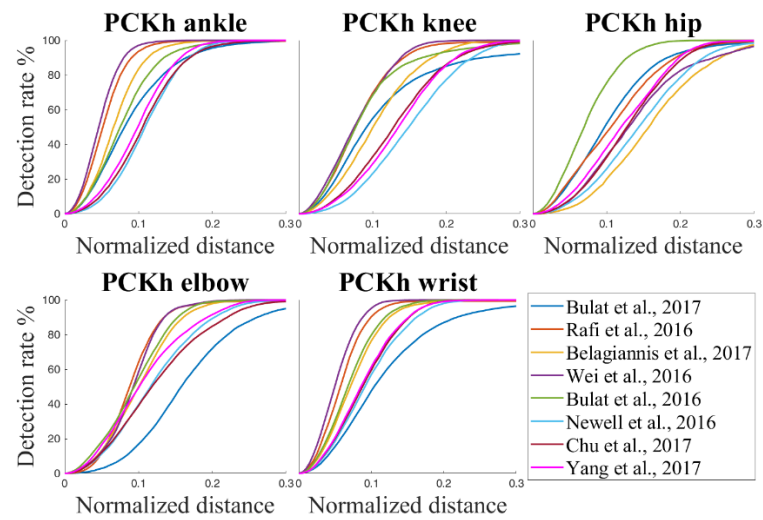 PCKh ankle
PCKh knee
PCKh hip
Detection rate %
100
80
60
40
20
0
0
0.1
0.2
0.3
0.1
0.2
0.3
0.1
0.2
0.3
Normalized distance
Normalized distance
Normalized distance
PCKh elbow
PCKh wrist
Detection rate %
100
80
60
40
20
0
0
0.1
0.2
0.3
0.1
0.2
0.3
Normalized distance
Normalized distance
Bulat et al., 2017
Rafi et al., 2016
Belagiannis et al., 2017
Wei et al., 2016
Bulat et al., 2016
Newell et al., 2016
Chu et al., 2017
Yang et al., 2017